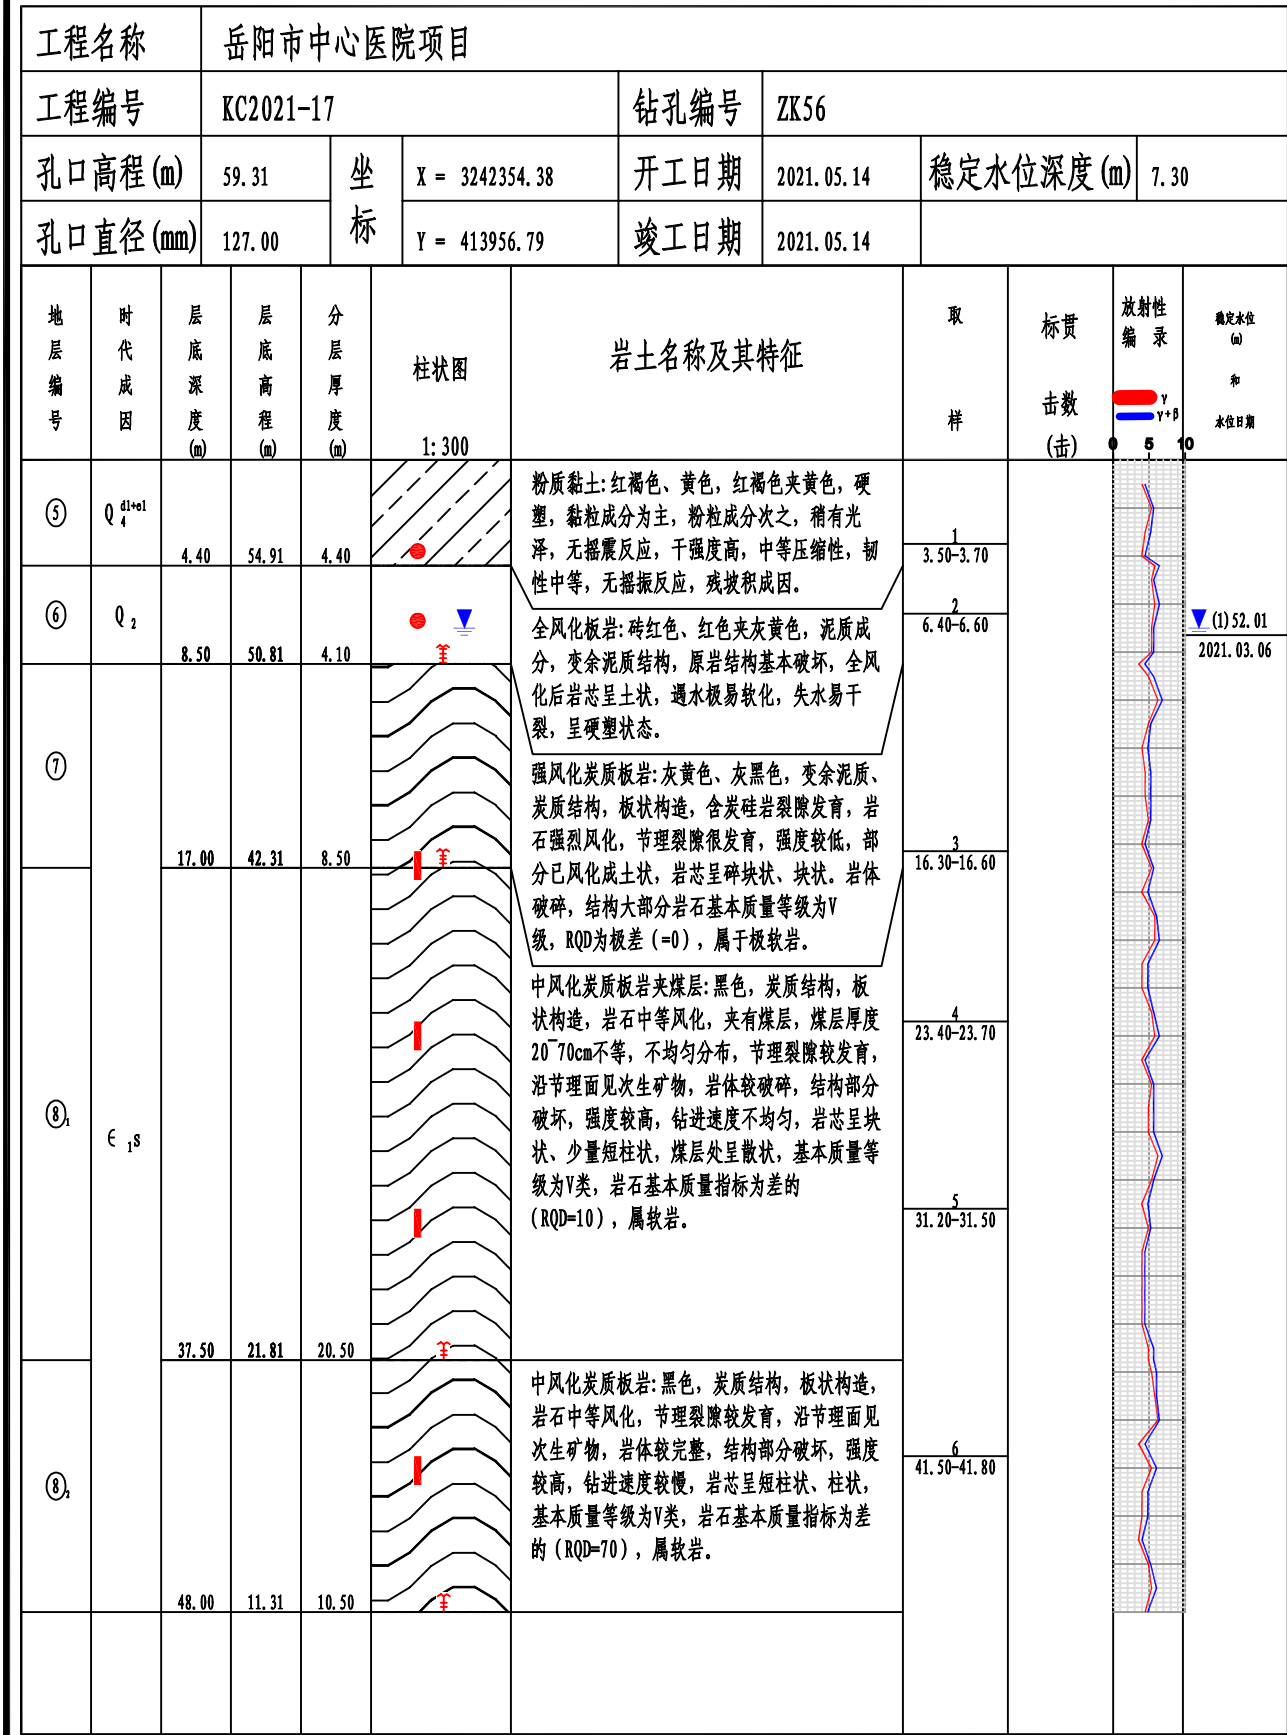 工程名称 岳阳市中心医院项目
工程编号 KC2021-17 钻孔编号 ZK56
孔口高程(m) 59.31 坐标 X = 3242354.38 开工日期 2021.05.14 稳定水位深度(m) 7.30
孔口直径(mm) 127.00 Y = 413956.79 竣工日期 2021.05.14
地层编号 时代成因 层底深度(m) 层底高程(m) 分层厚度(m) 柱状图 1:300 岩土名称及其特征 取样 标贯击数(击) 放射性编录 稳定水位(m)和水位日期
γ
γ+β
0 5 10
⑤ Q 4 dl+el 4.40 54.91 4.40
粉质黏土:红褐色、黄色，红褐色夹黄色，硬
塑，黏粒成分为主，粉粒成分次之，稍有光
泽，无摇震反应，干强度高，中等压缩性，韧
性中等，无摇振反应，残坡积成因。
1
3.50-3.70
⑥ Q 2 8.50 50.81 4.10
全风化板岩:砖红色、红色夹灰黄色，泥质成
分，变余泥质结构，原岩结构基本破坏，全风
化后岩芯呈土状，遇水极易软化，失水易干
裂，呈硬塑状态。
2
6.40-6.60
(1)52.01
2021.03.06
⑦ 17.00 42.31 8.50
强风化炭质板岩:灰黄色、灰黑色，变余泥质、
炭质结构，板状构造，含炭硅岩裂隙发育，岩
石强烈风化，节理裂隙很发育，强度较低，部
分已风化成土状，岩芯呈碎块状、块状．岩体
破碎，结构大部分岩石基本质量等级为V
级，RQD为极差（=0），属于极软岩。
3
16.30-16.60
⑧1 ∈ 1s 37.50 21.81 20.50
中风化炭质板岩夹煤层:黑色，炭质结构，板
状构造，岩石中等风化，夹有煤层，煤层厚度
20~70cm不等，不均匀分布，节理裂隙较发育，
沿节理面见次生矿物，岩体较破碎，结构部分
破坏，强度较高，钻进速度不均匀，岩芯呈块
状、少量短柱状，煤层处呈散状，基本质量等
级为V类，岩石基本质量指标为差的
（RQD=10），属软岩。
4
23.40-23.70
5
31.20-31.50
⑧2 48.00 11.31 10.50
中风化炭质板岩:黑色，炭质结构，板状构造，
岩石中等风化，节理裂隙较发育，沿节理面见
次生矿物，岩体较完整，结构部分破坏，强度
较高，钻进速度较慢，岩芯呈短柱状、柱状，
基本质量等级为V类，岩石基本质量指标为差
的（RQD=70），属软岩。
6
41.50-41.80